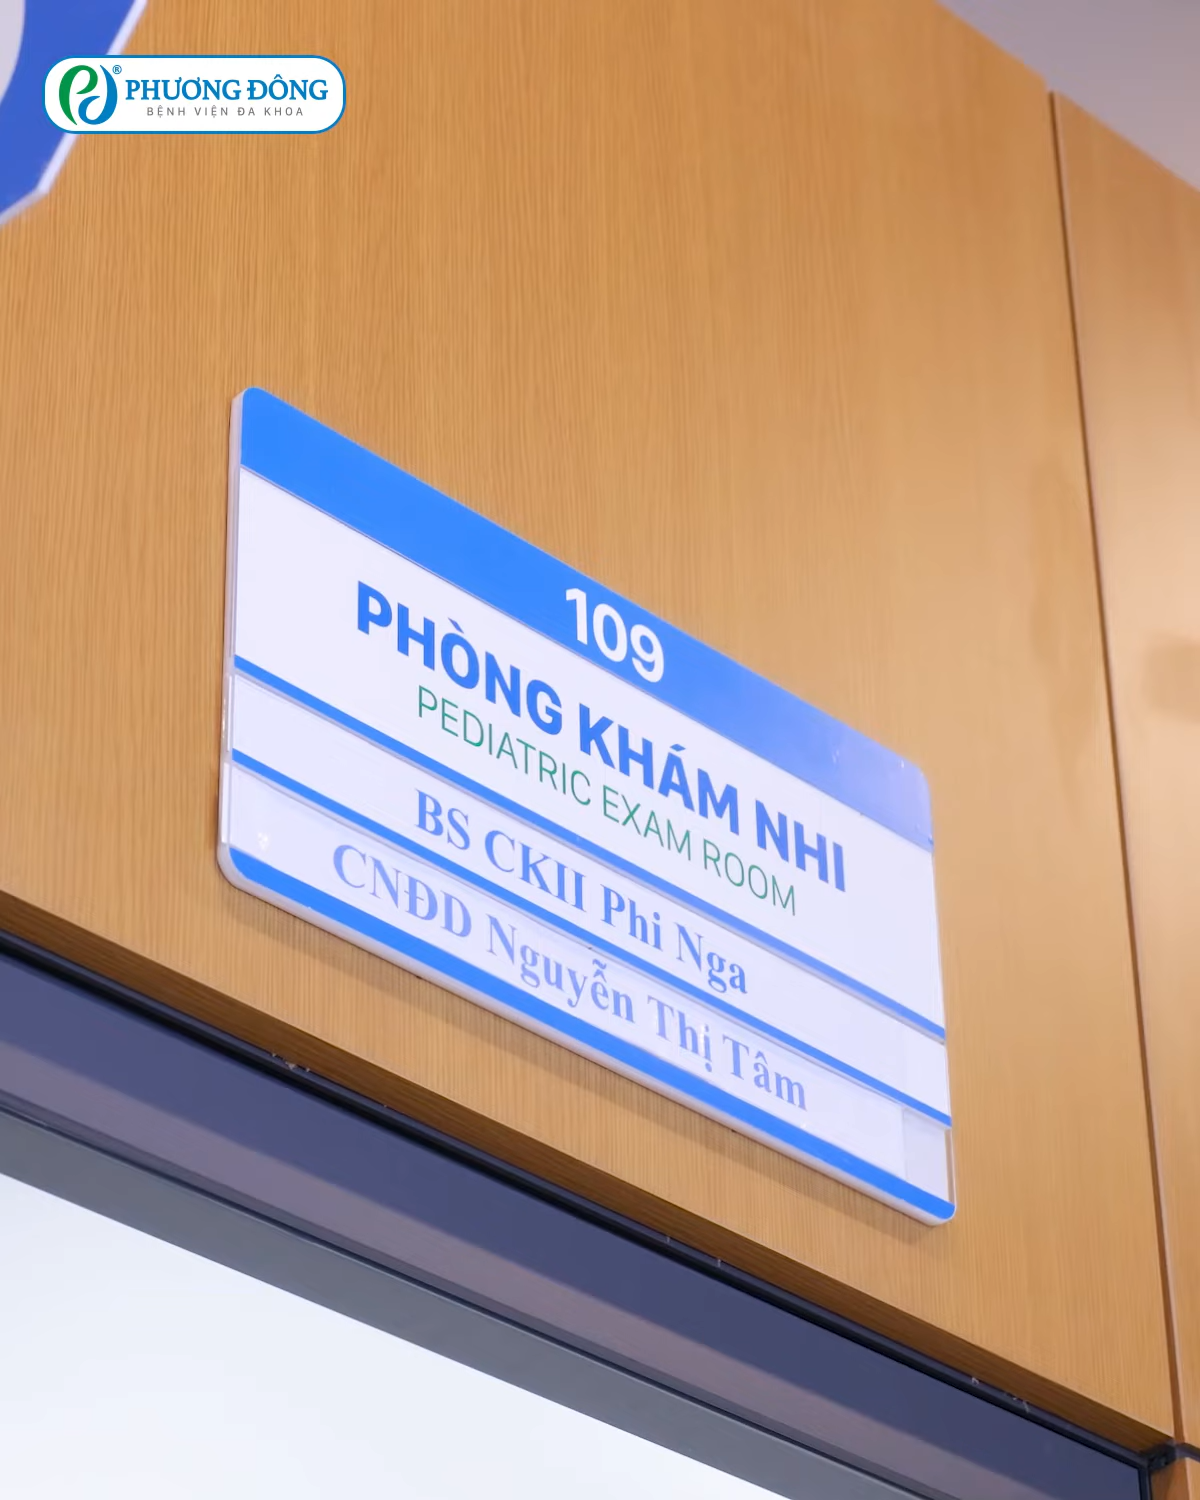 PHƯƠNG ĐÔNG
BỆNH VIỆN ĐA KHOA
109
PHÒNG KHÁM NHI
PEDIATRIC EXAM ROOM
BS CKII Phi Nga
CNĐD Nguyễn Thị Tâm